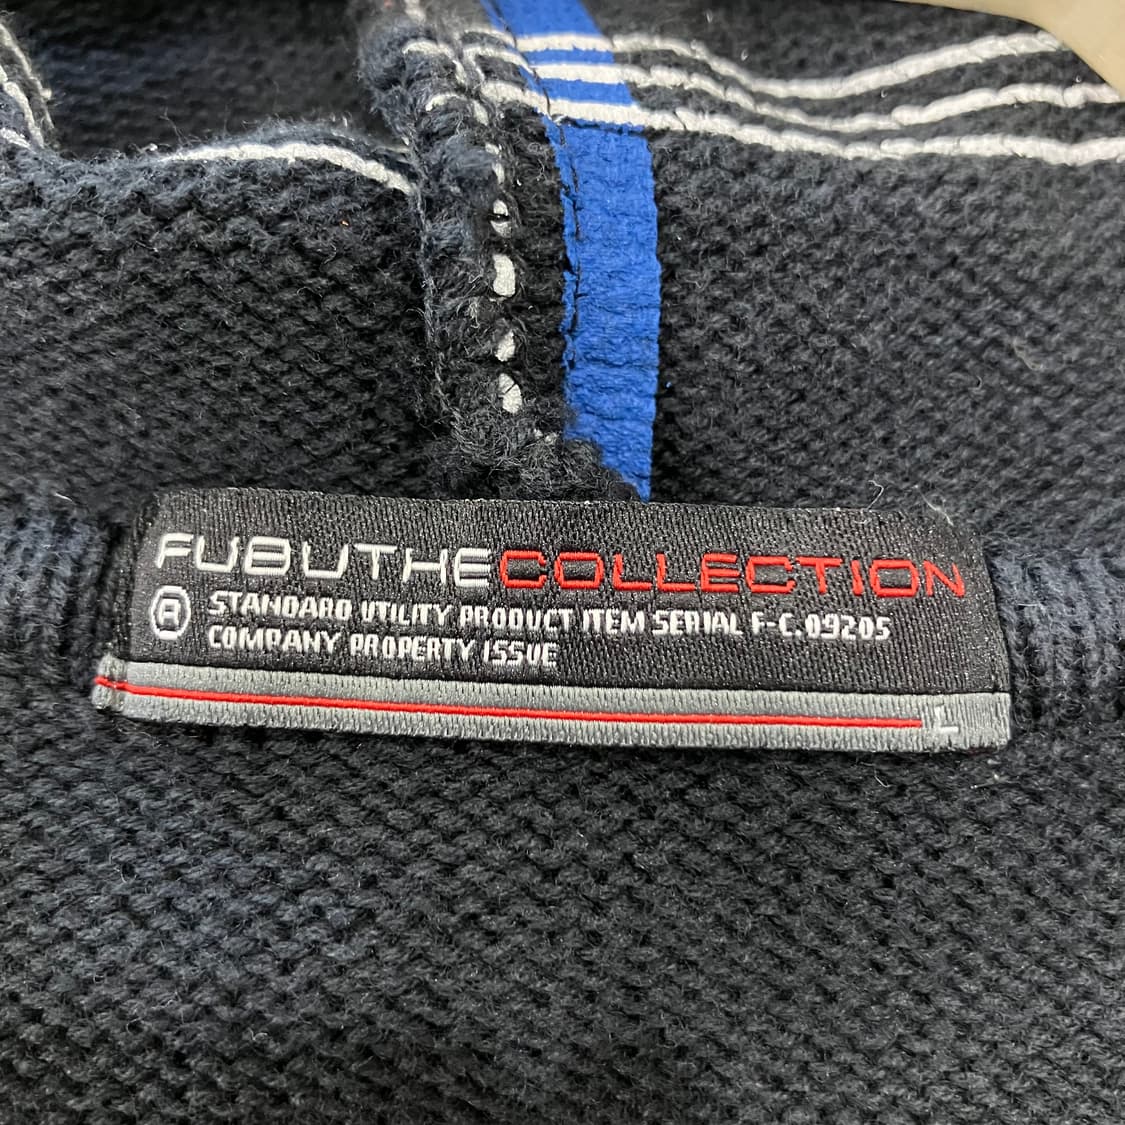 FUBUTHECOLLECTION
® STANDARD UTILITY PRODUCT ITEM SERIAL F-C.09205
COMPANY PROPERTY ISSUE
L